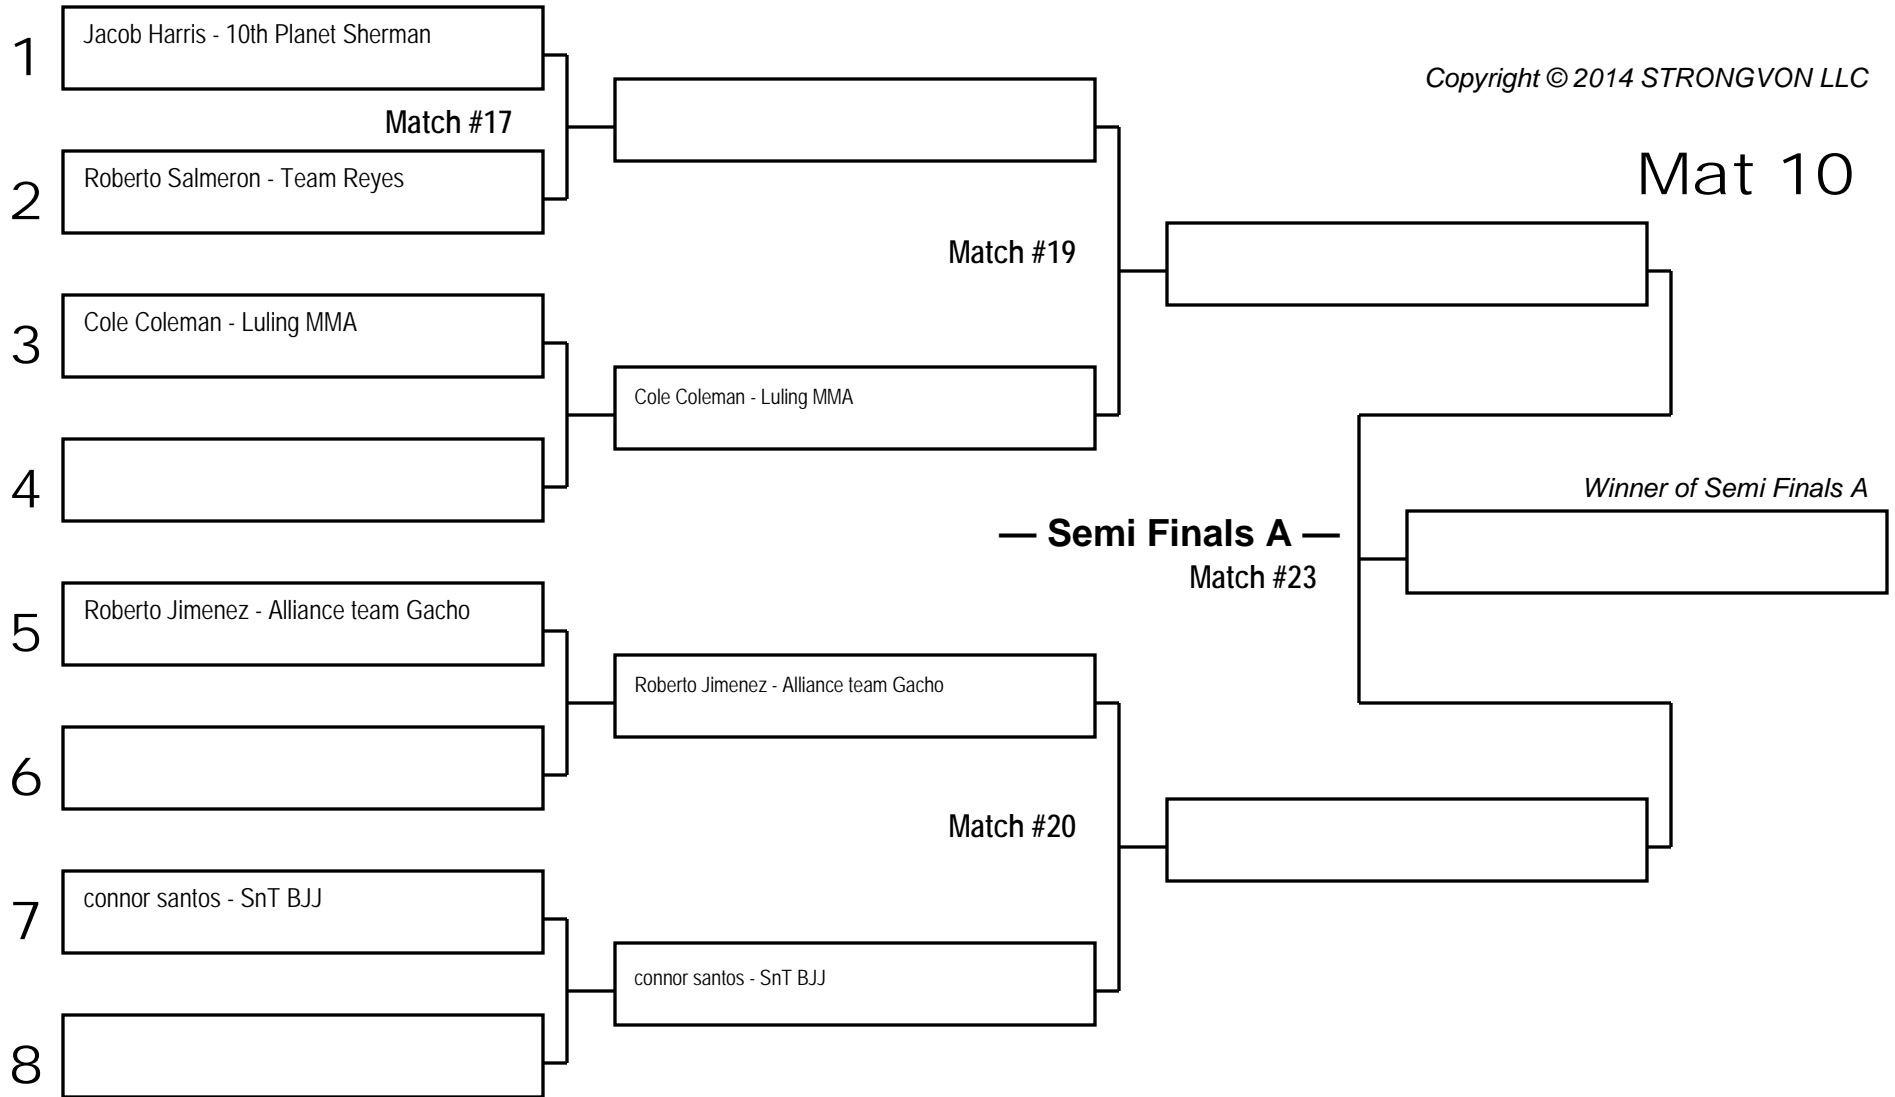 1
Jacob Harris - 10th Planet Sherman
Copyright © 2014 STRONGVON LLC
Match #17
Mat 10
2
Roberto Salmeron - Team Reyes
Match #19
3
Cole Coleman - Luling MMA
Cole Coleman - Luling MMA
4
Winner of Semi Finals A
— Semi Finals A —
Match #23
5
Roberto Jimenez - Alliance team Gacho
Roberto Jimenez - Alliance team Gacho
6
Match #20
7
connor santos - SnT BJJ
connor santos - SnT BJJ
8